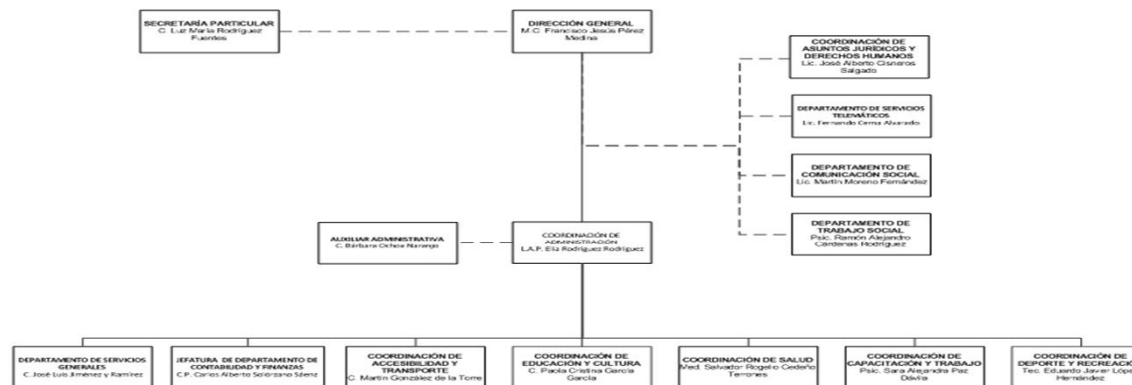 SECRETARÍA PARTICULAR
C. Luz María Rodríguez
Fuentes
DIRECCIÓN GENERAL
M.C. Francisco Jesús Pérez
Medina
COORDINACIÓN DE
ASUNTOS JURÍDICOS Y
DERECHOS HUMANOS
Lic. José Alberto Cisneros
Salgado
DEPARTAMENTO DE SERVICIOS
TELEMÁTICOS
Lic. Fernando Cerna Alvarado
DEPARTAMENTO DE
COMUNICACIÓN SOCIAL
Lic. Martín Moreno Fernández
DEPARTAMENTO DE
TRABAJO SOCIAL
Psic. Ramón Alejandro
Cárdenas Rodríguez
AUXILIAR ADMINISTRATIVA
C. Bárbara Ochoa Naranjo
COORDINACIÓN DE
ADMINISTRACIÓN
L.A.P. Elia Rodríguez Rodríguez
DEPARTAMENTO DE SERVICIOS
GENERALES
C. José Luis Jiménez y Ramírez
JEFATURA DE DEPARTAMENTO DE
CONTABILIDAD Y FINANZAS
C.P. Carlos Alberto Solórzano Sáenz
COORDINACIÓN DE
ACCESIBILIDAD Y
TRANSPORTE
C. Martín González de la Torre
COORDINACIÓN DE
EDUCACIÓN Y CULTURA
C. Paola Cristina García
García
COORDINACIÓN DE SALUD
Med. Salvador Rogelio Cedeño
Terrones
COORDINACIÓN DE
CAPACITACIÓN Y TRABAJO
Psic. Sara Alejandra Paz
Dávila
COORDINACIÓN DE
DEPORTE Y RECREACIÓN
Tec. Eduardo Javier López
Hernández